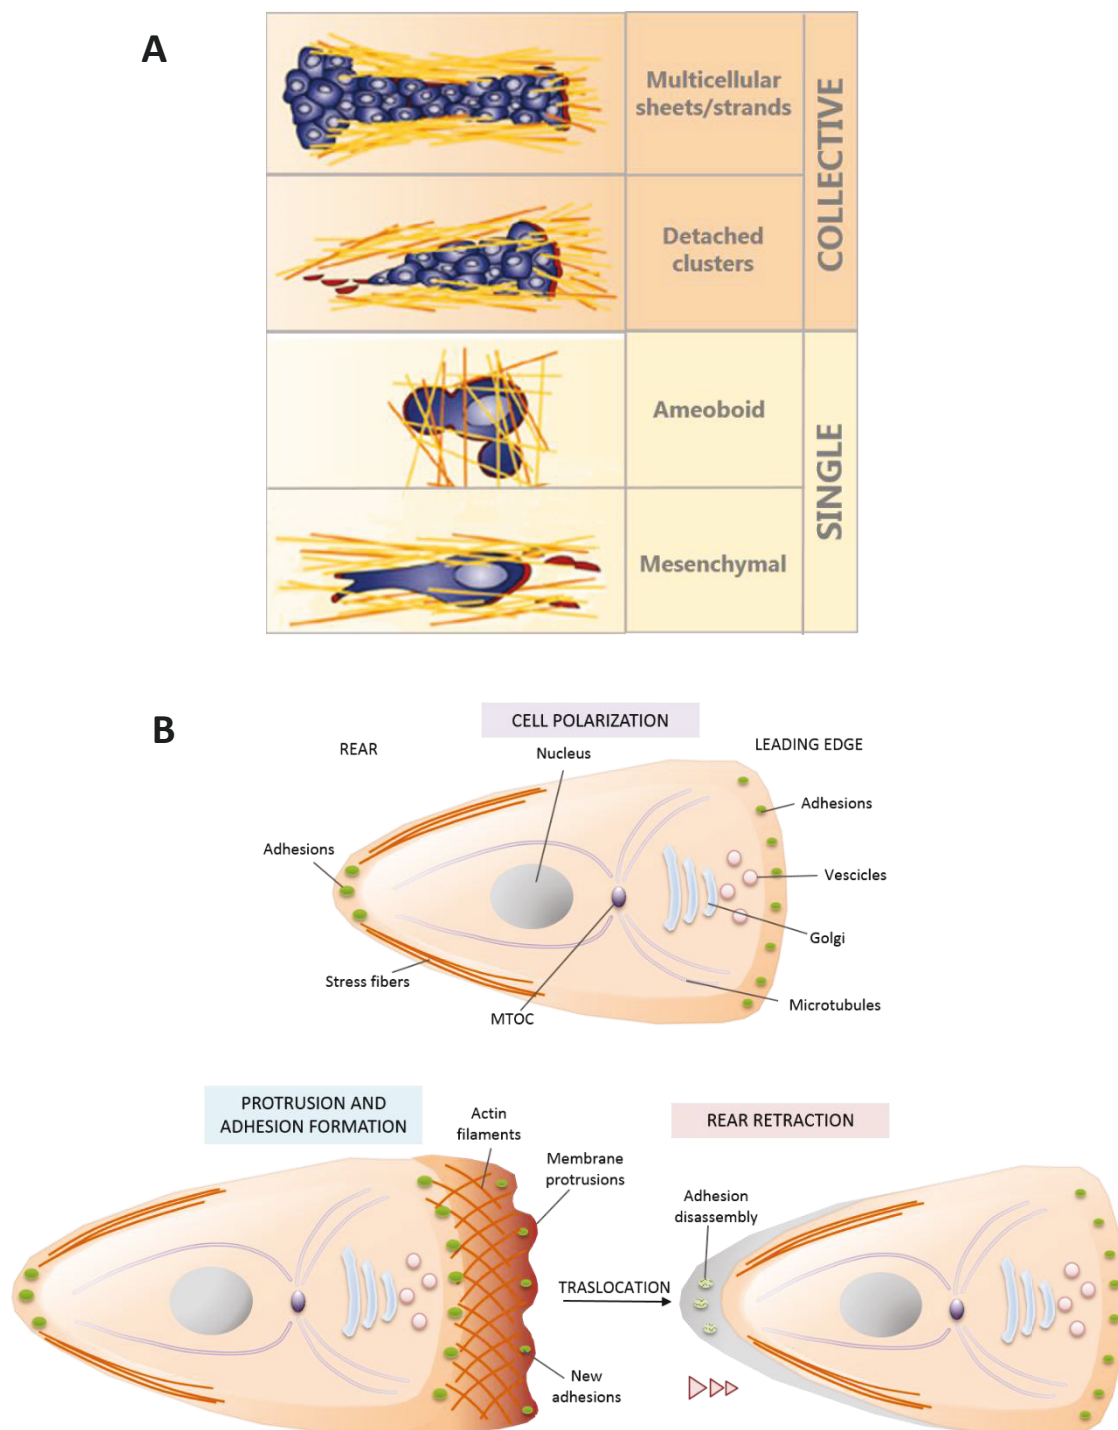 A
Multicellular
sheets/strands
COLLECTIVE
Detached
clusters
Ameoboid
SINGLE
Mesenchymal
B
CELL POLARIZATION
REAR
Nucleus
LEADING EDGE
Adhesions
Adhesions
Vescicles
Golgi
Stress fibers
MTOC
Microtubules
PROTRUSION AND
ADHESION FORMATION
Actin
filaments
Membrane
protrusions
REAR RETRACTION
Adhesion
disassembly
TRASLOCATION
New
adhesions